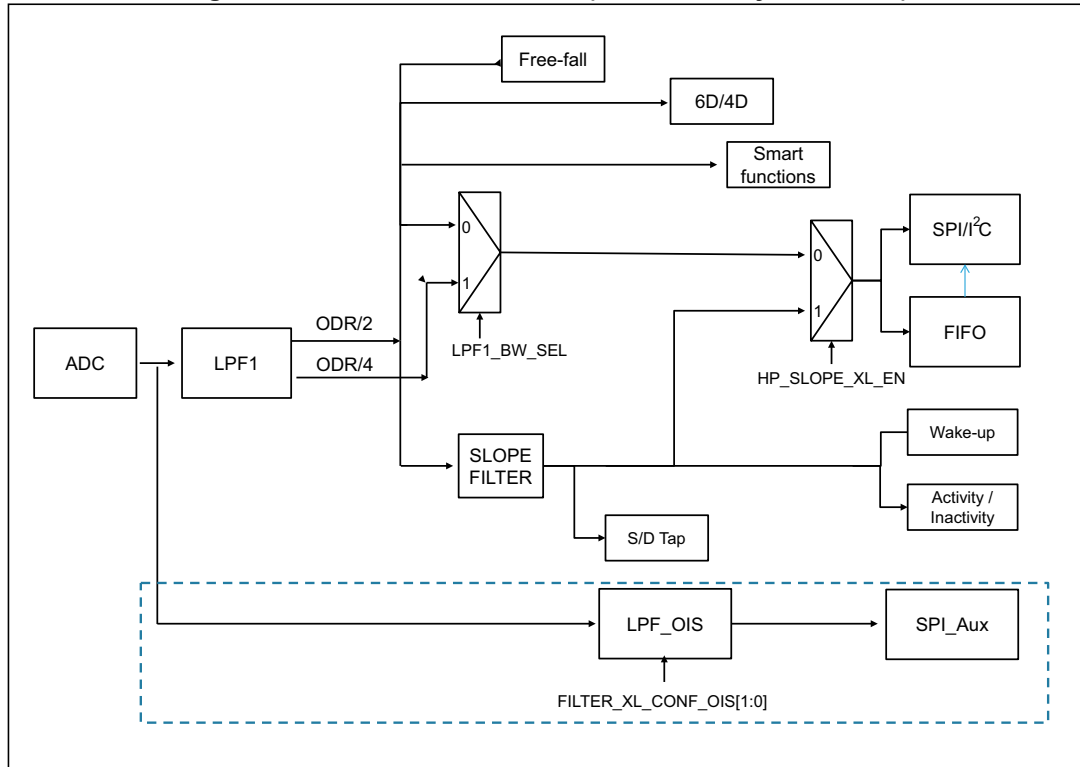 Free-fall
6D/4D
Smart
functions
0
1
LPF1_BW_SEL
0
1
HP_SLOPE_XL_EN
SPI/I²C
FIFO
ADC
LPF1
ODR/2
ODR/4
SLOPE
FILTER
Wake-up
Activity /
Inactivity
S/D Tap
LPF_OIS
SPI_Aux
FILTER_XL_CONF_OIS[1:0]